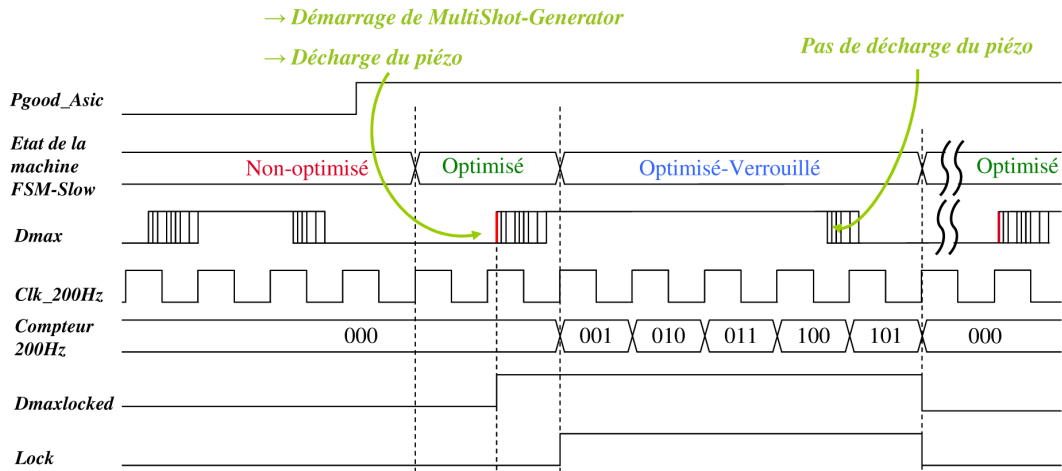 → Démarrage de MultiShot-Generator
→ Décharge du piézo
Pas de décharge du piézo
Pgood_Asic
Etat de la
machine
FSM-Slow
Non-optimisé
Optimisé
Optimisé-Verrouillé
Optimisé
Dmax
Clk_200Hz
Compteur
200Hz
000
001
010
011
100
101
000
Dmaxlocked
Lock